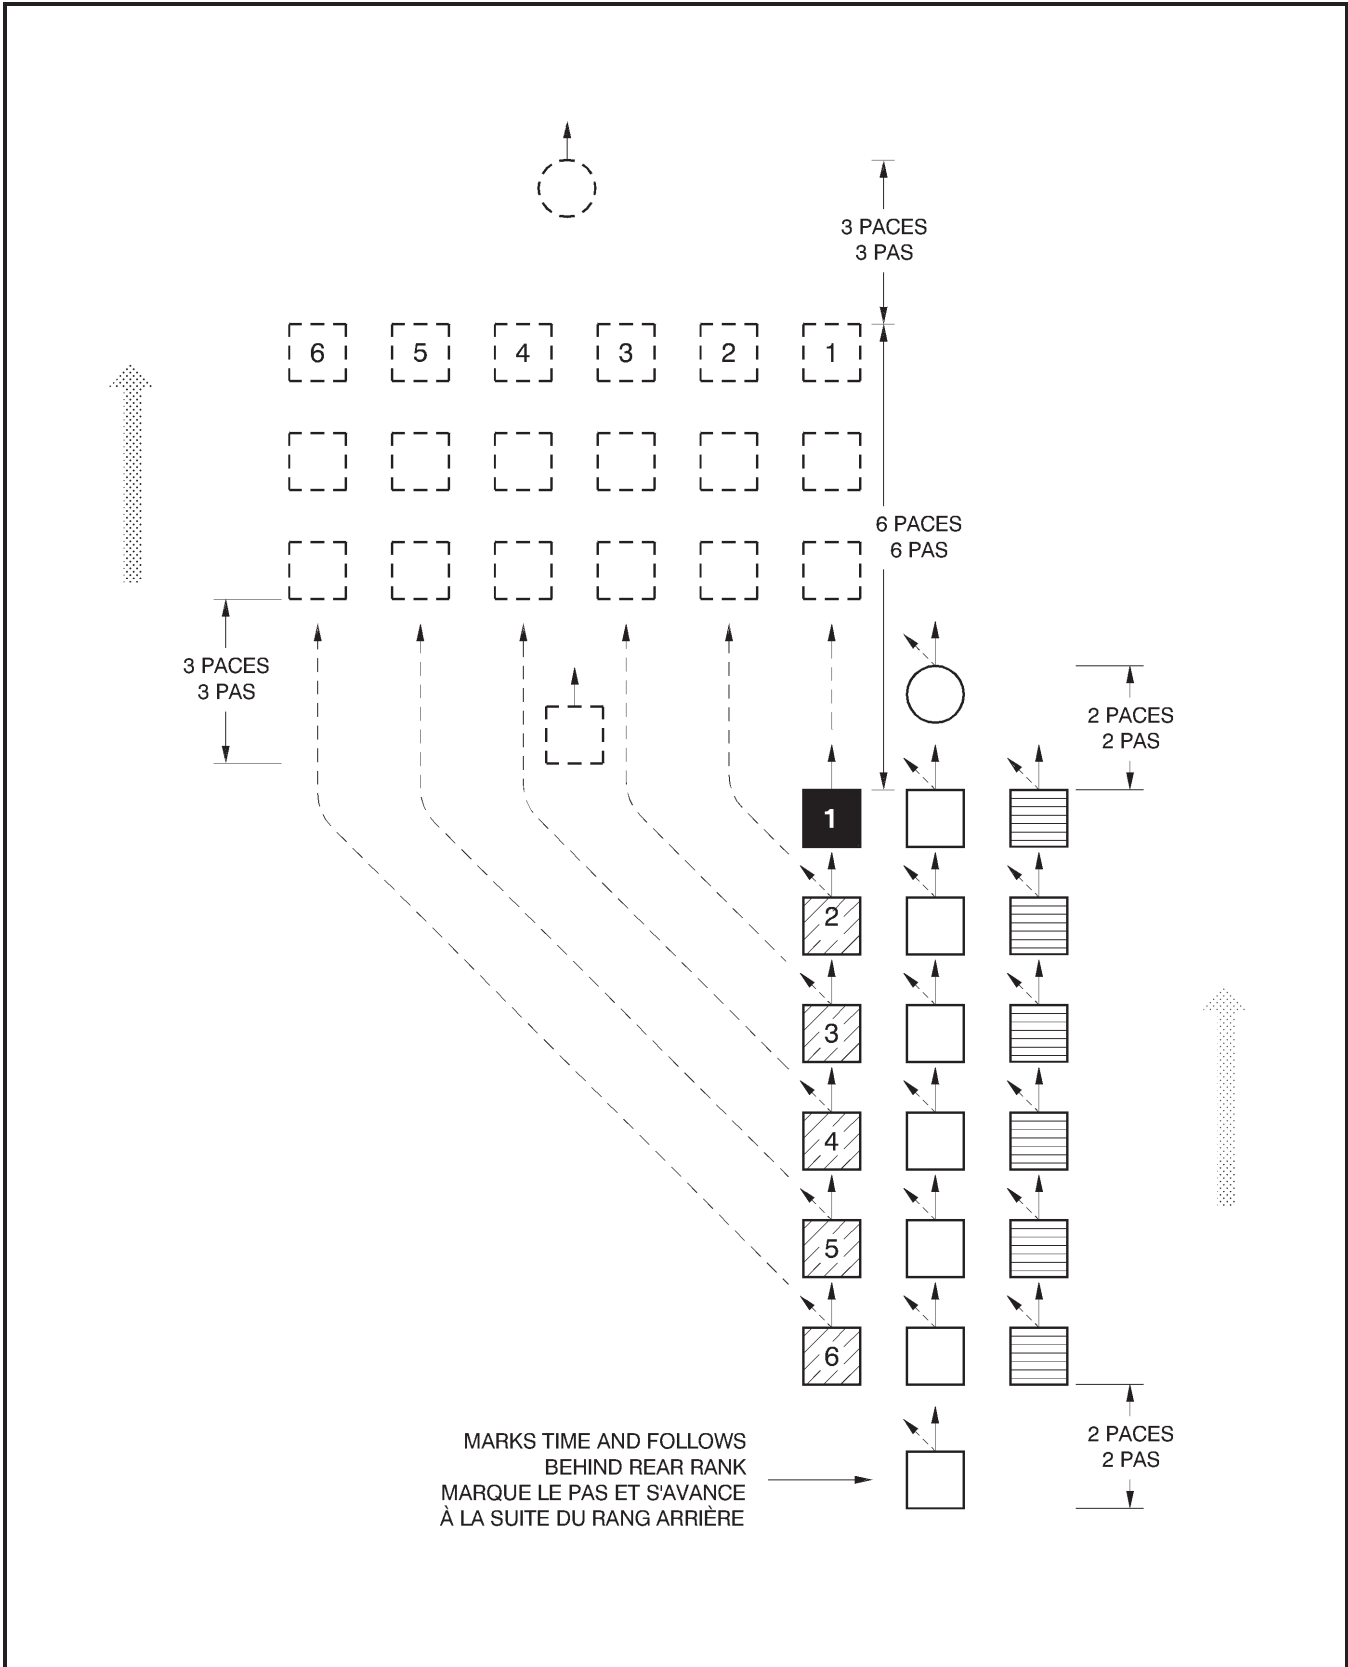 3 PACES
3 PAS
6 5 4 3 2 1
6 PACES
6 PAS
3 PACES
3 PAS
2 PACES
2 PAS
1
2
3
4
5
6
MARKS TIME AND FOLLOWS
BEHIND REAR RANK
MARQUE LE PAS ET S'AVANCE
À LA SUITE DU RANG ARRIÈRE
2 PACES
2 PAS